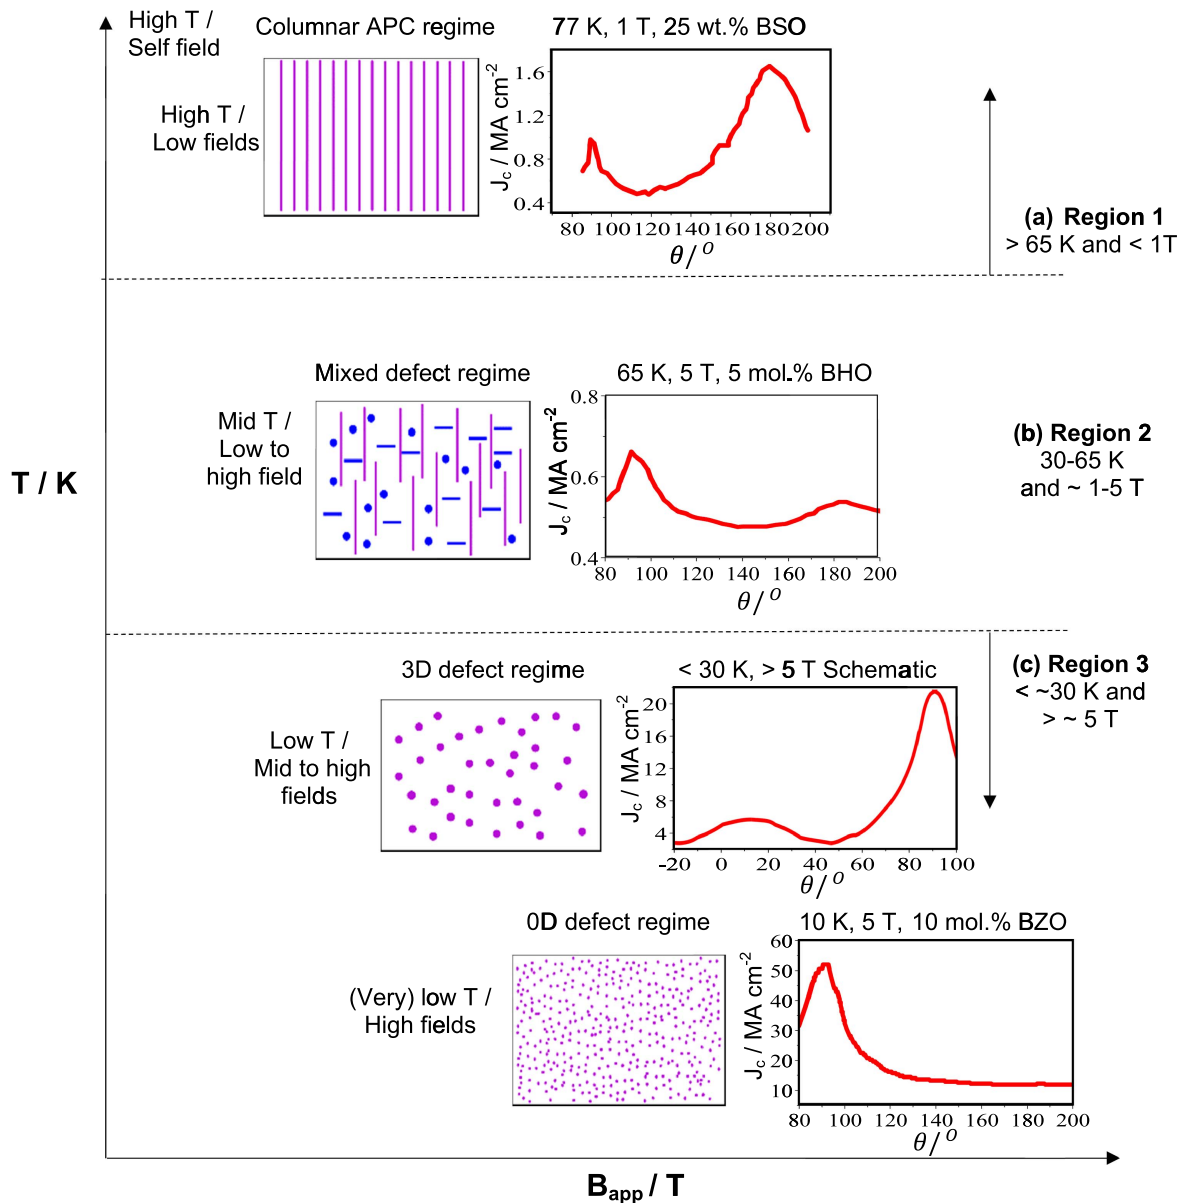 High T /
Self field
Columnar APC regime
77 K, 1 T, 25 wt.% BSO
High T /
Low fields
J_c / MA cm⁻²
1.6
1.2
0.8
0.4
80 100 120 140 160 180 200
θ/°
(a) Region 1
> 65 K and < 1T
Mixed defect regime
65 K, 5 T, 5 mol.% BHO
Mid T /
Low to
high field
J_c / MA cm⁻²
0.8
0.6
0.4
80 100 120 140 160 180 200
θ/°
(b) Region 2
30-65 K
and ~ 1-5 T
T / K
3D defect regime
< 30 K, > 5 T Schematic
Low T /
Mid to high
fields
J_c / MA cm⁻²
20
16
12
8
4
-20 0 20 40 60 80 100
θ/°
(c) Region 3
< ~30 K and
> ~ 5 T
0D defect regime
10 K, 5 T, 10 mol.% BZO
(Very) low T /
High fields
J_c / MA cm⁻²
60
50
40
30
20
10
80 100 120 140 160 180 200
θ/°
B_app / T